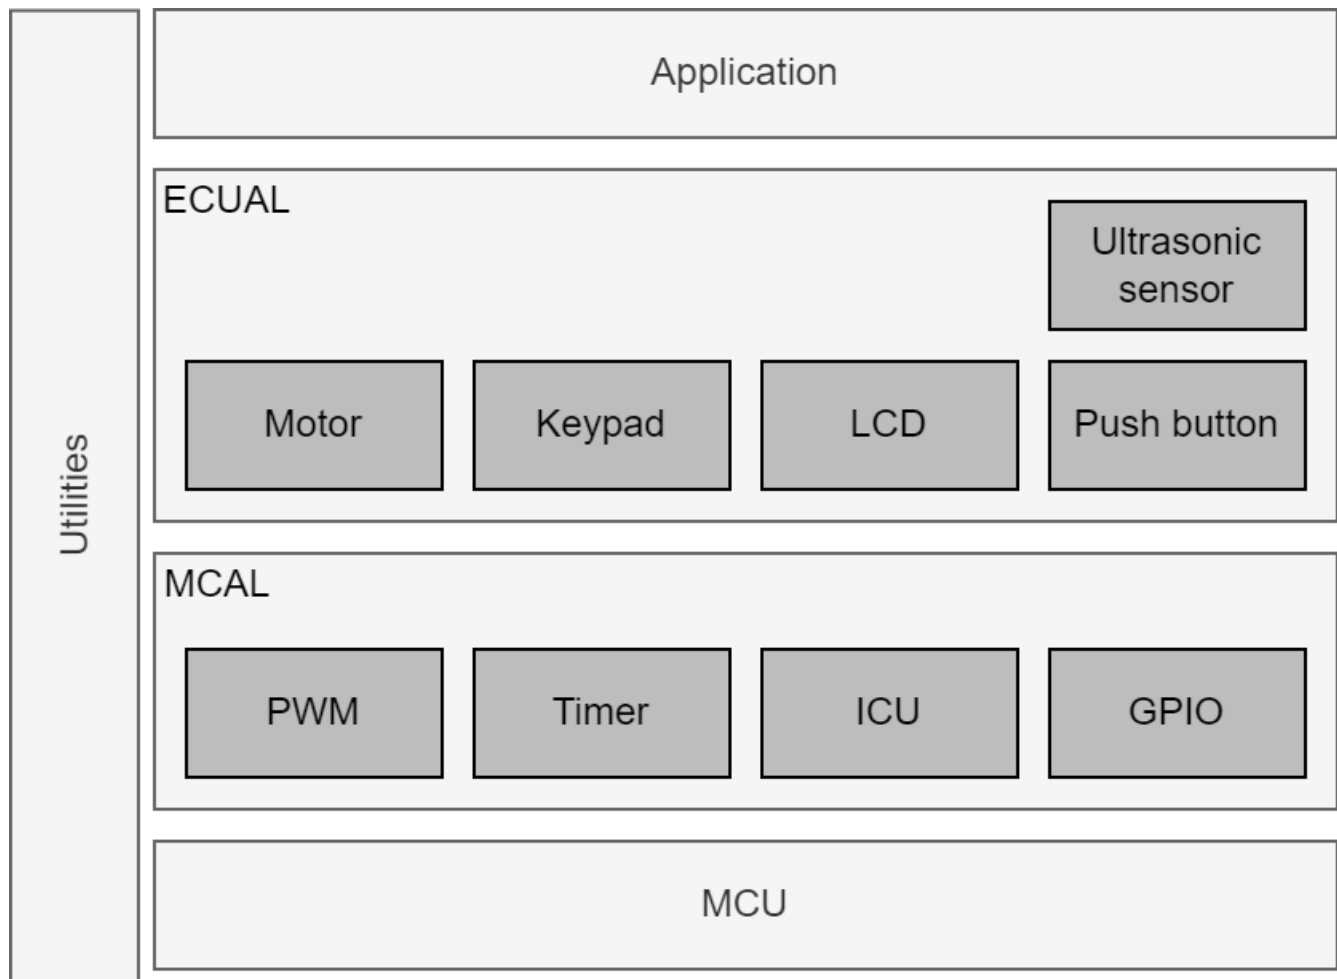 Utilities
Application
ECUAL
Ultrasonic
sensor
Motor
Keypad
LCD
Push button
MCAL
PWM
Timer
ICU
GPIO
MCU